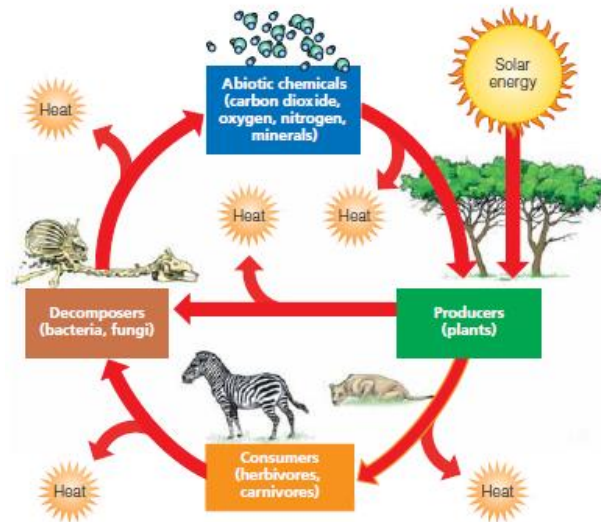 Abiotic chemicals
(carbon dioxide,
oxygen, nitrogen,
minerals)
Solar
energy
Heat
Heat
Heat
Decomposers
(bacteria, fungi)
Producers
(plants)
Consumers
(herbivores,
carnivores)
Heat
Heat